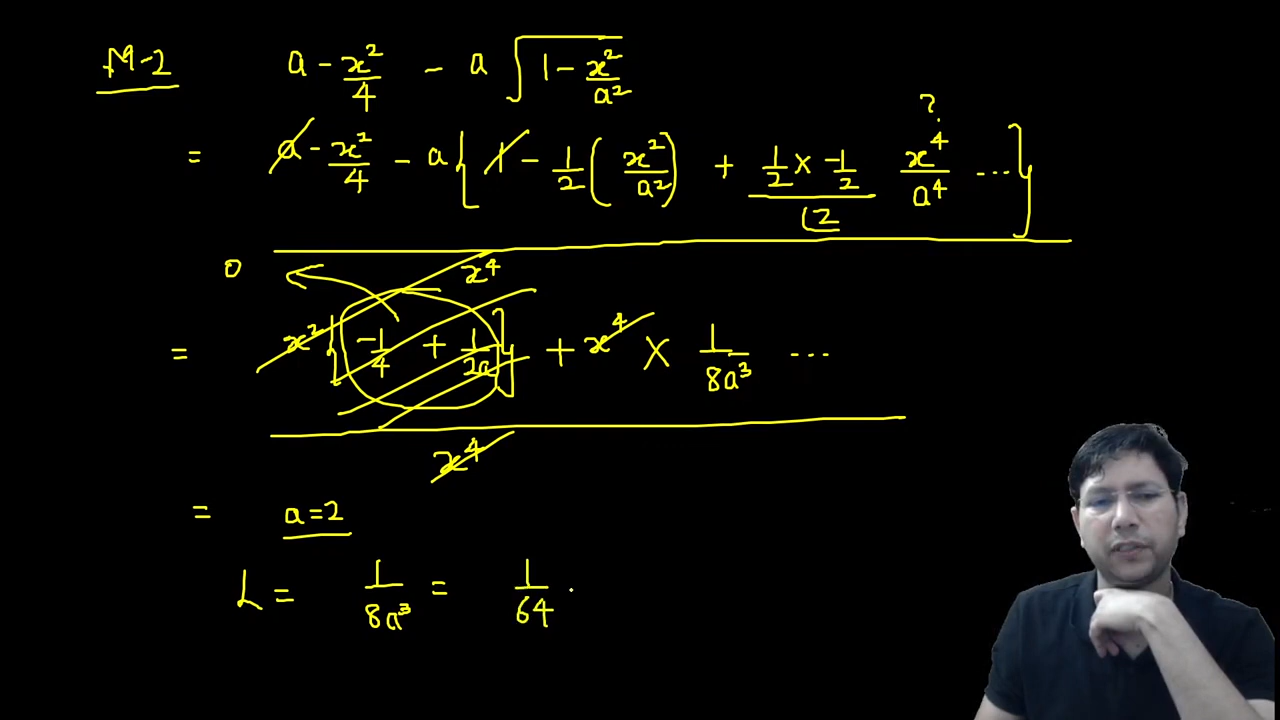 M-2 a - x²/4 - a √(1 - x²/a²)
= a - x²/4 - a{ 1 - 1/2 ( x²/a² ) + (1/2 × -1/2)/⌊2 x⁴/a⁴ ... }
?
x⁴
0
= x² { -1/4 + 1/2a } + x⁴ × 1/8a³ ...
x⁴
= a=2
L = 1/8a³ = 1/64 .